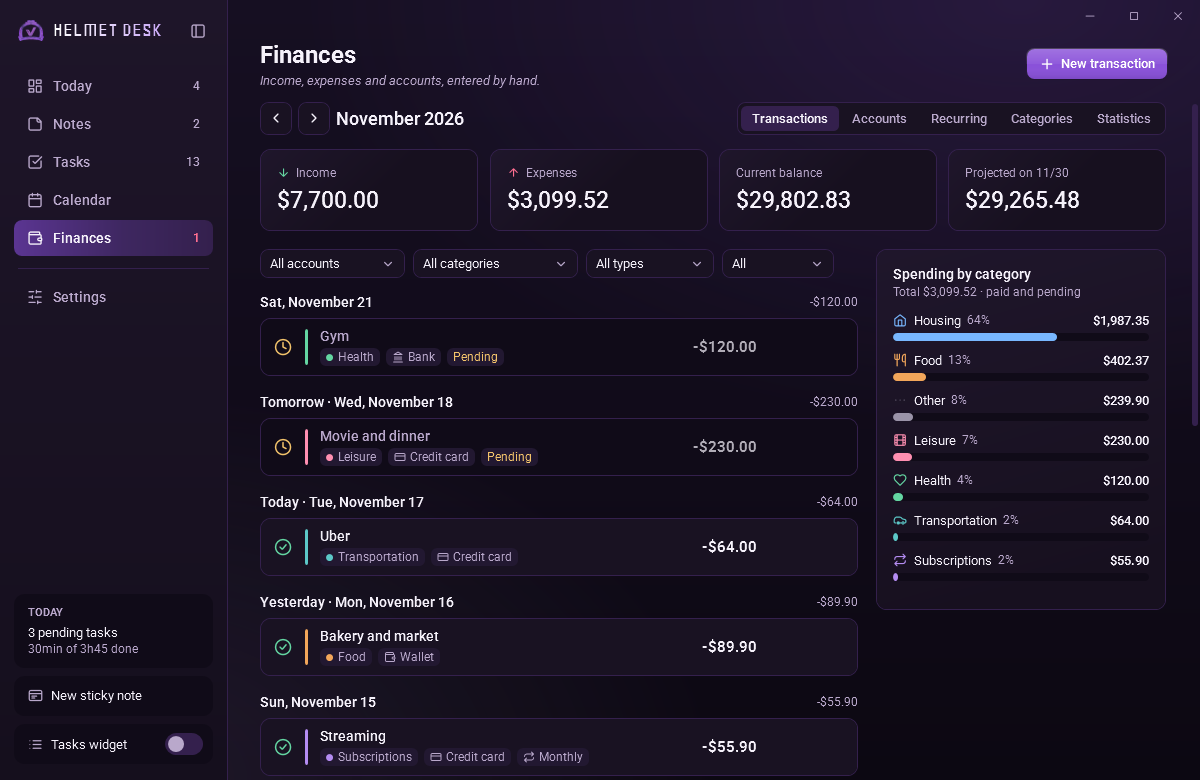 HELMET DESK
Today 4
Notes 2
Tasks 13
Calendar
Finances 1
Settings
TODAY
3 pending tasks
30min of 3h45 done
New sticky note
Tasks widget
Finances
Income, expenses and accounts, entered by hand.
New transaction
November 2026
Transactions Accounts Recurring Categories Statistics
Income
$7,700.00
Expenses
$3,099.52
Current balance
$29,802.83
Projected on 11/30
$29,265.48
All accounts All categories All types All
Sat, November 21 -$120.00
Gym
-$120.00
Health Bank Pending
Tomorrow · Wed, November 18 -$230.00
Movie and dinner
-$230.00
Leisure Credit card Pending
Today · Tue, November 17 -$64.00
Uber
-$64.00
Transportation Credit card
Yesterday · Mon, November 16 -$89.90
Bakery and market
-$89.90
Food Wallet
Sun, November 15 -$55.90
Streaming
-$55.90
Subscriptions Credit card Monthly
Spending by category
Total $3,099.52 · paid and pending
Housing 64% $1,987.35
Food 13% $402.37
Other 8% $239.90
Leisure 7% $230.00
Health 4% $120.00
Transportation 2% $64.00
Subscriptions 2% $55.90